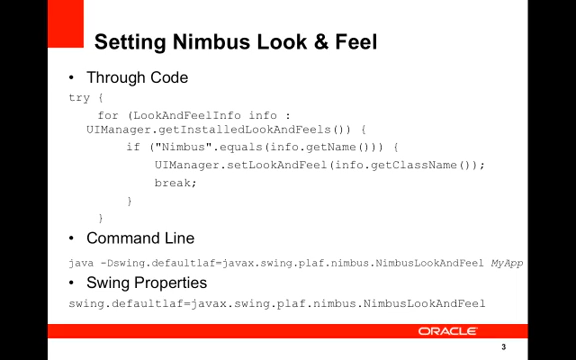 Setting Nimbus Look & Feel
• Through Code
try {
for (LookAndFeelInfo info :
UIManager.getInstalledLookAndFeels()) {
if ("Nimbus".equals(info.getName())) {
UIManager.setLookAndFeel(info.getClassName());
break;
}
}
• Command Line
java -Dswing.defaultlaf=javax.swing.plaf.nimbus.NimbusLookAndFeel MyApp
• Swing Properties
swing.defaultlaf=javax.swing.plaf.nimbus.NimbusLookAndFeel
ORACLE
3